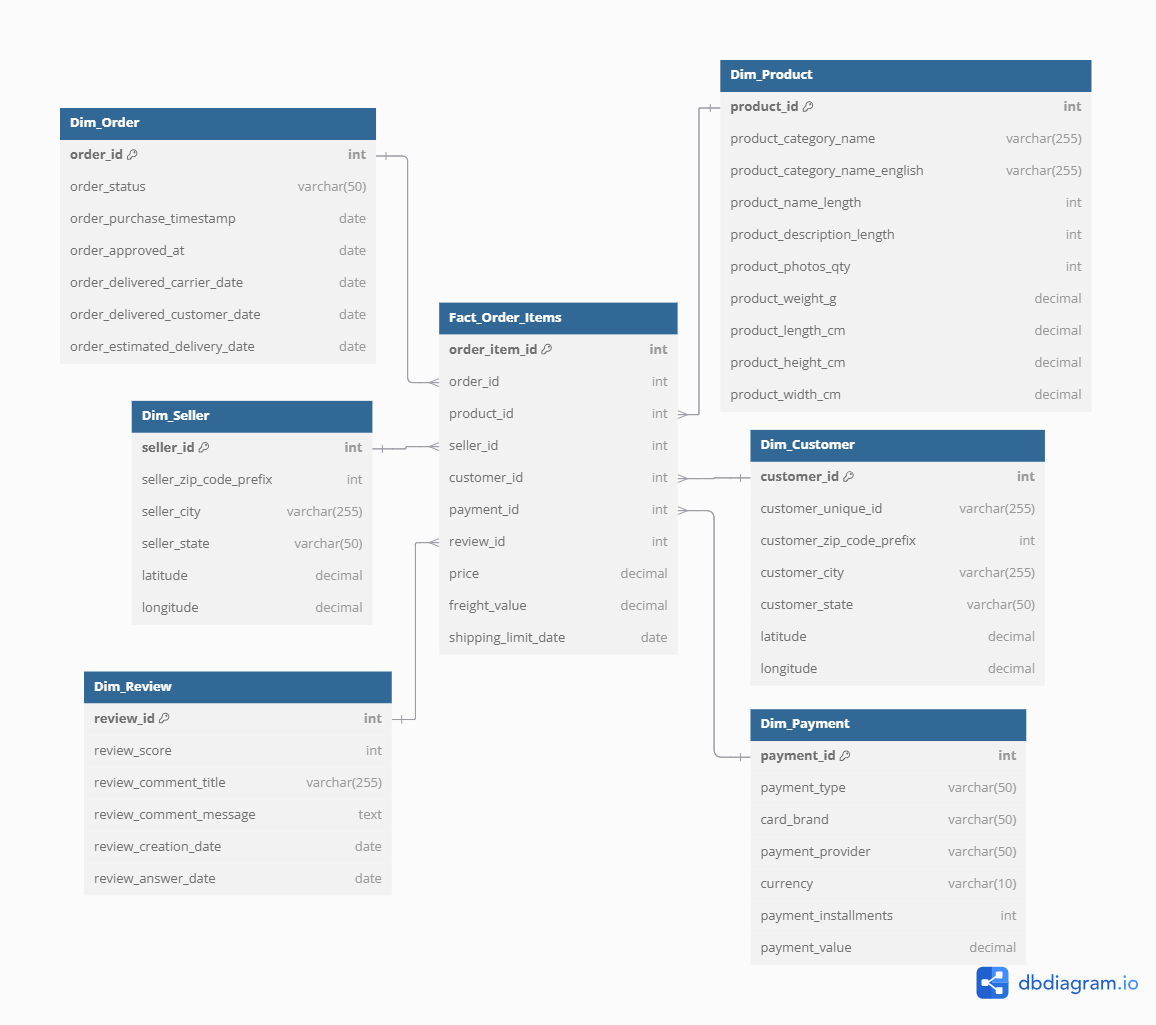 Dim_Order
order_id int
order_status varchar(50)
order_purchase_timestamp date
order_approved_at date
order_delivered_carrier_date date
order_delivered_customer_date date
order_estimated_delivery_date date
Dim_Seller
seller_id int
seller_zip_code_prefix int
seller_city varchar(255)
seller_state varchar(50)
latitude decimal
longitude decimal
Dim_Review
review_id int
review_score int
review_comment_title varchar(255)
review_comment_message text
review_creation_date date
review_answer_date date
Fact_Order_Items
order_item_id int
order_id int
product_id int
seller_id int
customer_id int
payment_id int
review_id int
price decimal
freight_value decimal
shipping_limit_date date
Dim_Product
product_id int
product_category_name varchar(255)
product_category_name_english varchar(255)
product_name_length int
product_description_length int
product_photos_qty int
product_weight_g decimal
product_length_cm decimal
product_height_cm decimal
product_width_cm decimal
Dim_Customer
customer_id int
customer_unique_id varchar(255)
customer_zip_code_prefix int
customer_city varchar(255)
customer_state varchar(50)
latitude decimal
longitude decimal
Dim_Payment
payment_id int
payment_type varchar(50)
card_brand varchar(50)
payment_provider varchar(50)
currency varchar(10)
payment_installments int
payment_value decimal
dbdiagram.io